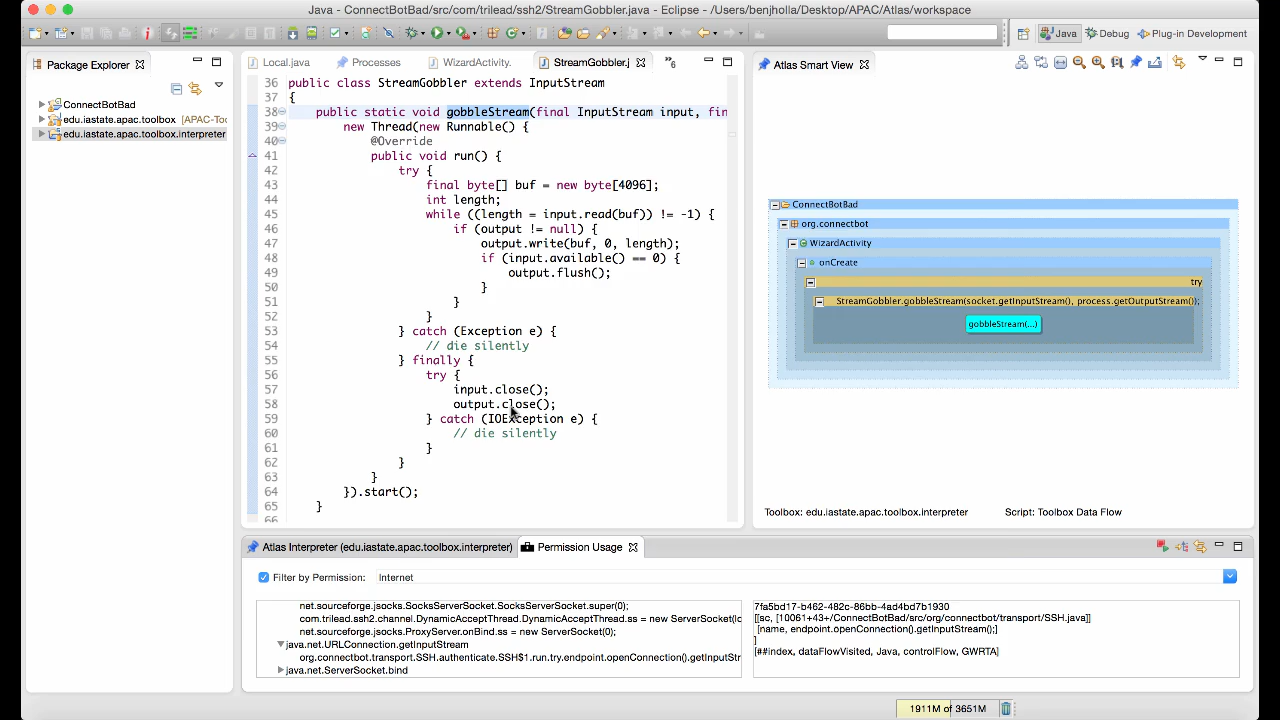 Java - ConnectBotBad/src/com/trilead/ssh2/StreamGobbler.java - Eclipse - /Users/benjholla/Desktop/APAC/Atlas/workspace
Java Debug Plug-in Development
Package Explorer
ConnectBotBad
edu.iastate.apac.toolbox [APAC-Too
edu.iastate.apac.toolbox.interpreter
Local.java Processes WizardActivity. StreamGobbler.j »6
36 public class StreamGobbler extends InputStream
37 {
38 public static void gobbleStream(final InputStream input, fin
39 new Thread(new Runnable() {
40 @Override
41 public void run() {
42 try {
43 final byte[] buf = new byte[4096];
44 int length;
45 while ((length = input.read(buf)) != -1) {
46 if (output != null) {
47 output.write(buf, 0, length);
48 if (input.available() == 0) {
49 output.flush();
50 }
51 }
52 }
53 } catch (Exception e) {
54 // die silently
55 } finally {
56 try {
57 input.close();
58 output.close();
59 } catch (IOException e) {
60 // die silently
61 }
62 }
63 }
64 }).start();
65 }
66
Atlas Smart View
ConnectBotBad
org.connectbot
WizardActivity
onCreate
try
StreamGobbler.gobbleStream(socket.getInputStream(), process.getOutputStream());
gobbleStream(...)
Toolbox: edu.iastate.apac.toolbox.interpreter Script: Toolbox Data Flow
Atlas Interpreter (edu.iastate.apac.toolbox.interpreter) Permission Usage
Filter by Permission: Internet
net.sourceforge.jsocks.SocksServerSocket.SocksServerSocket.super(0);
com.trilead.ssh2.channel.DynamicAcceptThread.DynamicAcceptThread.ss = new ServerSocket(lo
net.sourceforge.jsocks.ProxyServer.onBind.ss = new ServerSocket(0);
java.net.URLConnection.getInputStream
org.connectbot.transport.SSH.authenticate.SSH$1.run.try.endpoint.openConnection().getInputStr
java.net.ServerSocket.bind
7fa5bd17-b462-482c-86bb-4ad4bd7b1930
[[sc, [10061+43+/ConnectBotBad/src/org/connectbot/transport/SSH.java]]
[name, endpoint.openConnection().getInputStream();]
]
[##index, dataFlowVisited, Java, controlFlow, GWRTA]
1911M of 3651M